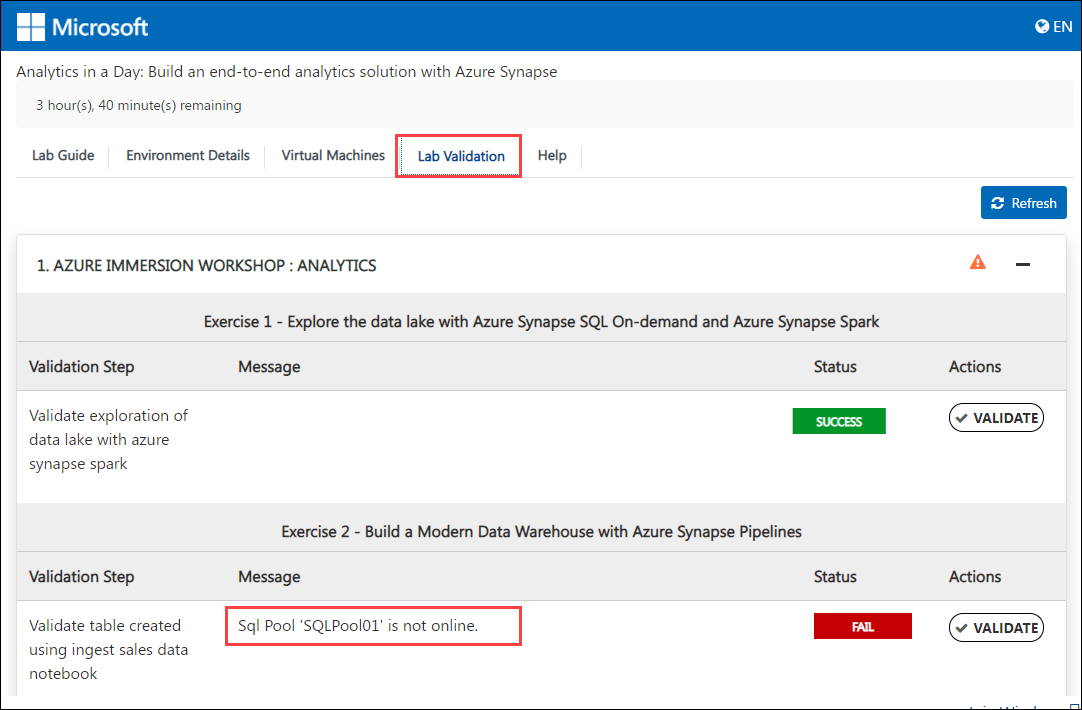 Microsoft
EN
Analytics in a Day: Build an end-to-end analytics solution with Azure Synapse
3 hour(s), 40 minute(s) remaining
Lab Guide Environment Details Virtual Machines Lab Validation Help
Refresh
1. AZURE IMMERSION WORKSHOP : ANALYTICS
Exercise 1 - Explore the data lake with Azure Synapse SQL On-demand and Azure Synapse Spark
Validation Step Message Status Actions
Validate exploration of
data lake with azure
synapse spark
SUCCESS
VALIDATE
Exercise 2 - Build a Modern Data Warehouse with Azure Synapse Pipelines
Validation Step Message Status Actions
Validate table created
using ingest sales data
notebook
Sql Pool 'SQLPool01' is not online.
FAIL
VALIDATE